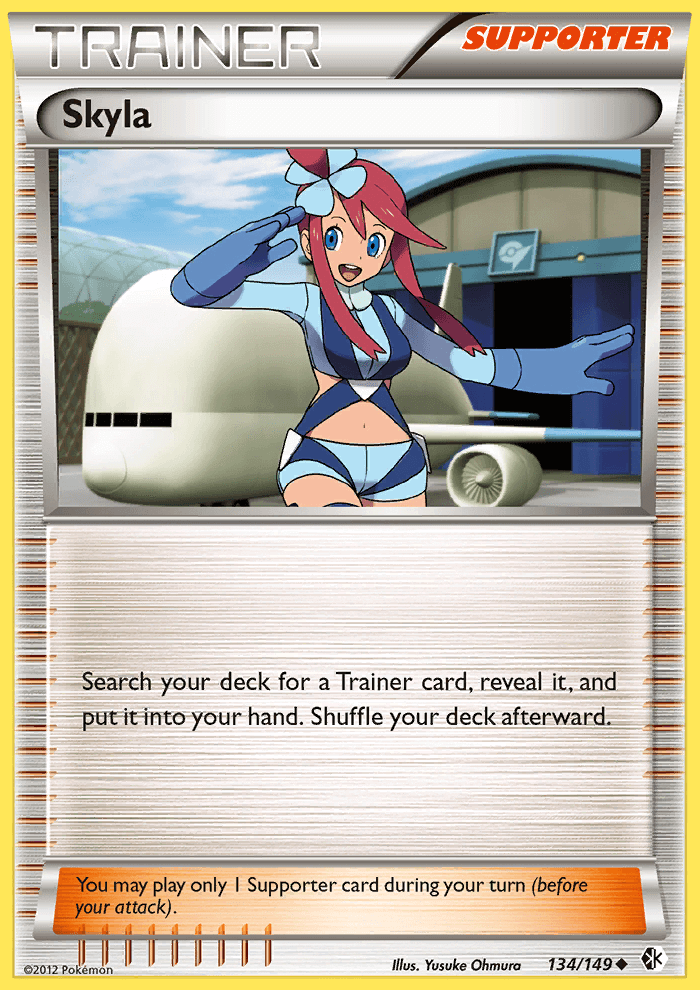 TRAINER
SUPPORTER
Skyla
Search your deck for a Trainer card, reveal it, and
put it into your hand. Shuffle your deck afterward.
You may play only 1 Supporter card during your turn (before
your attack).
©2012 Pokémon
Illus. Yusuke Ohmura
134/149